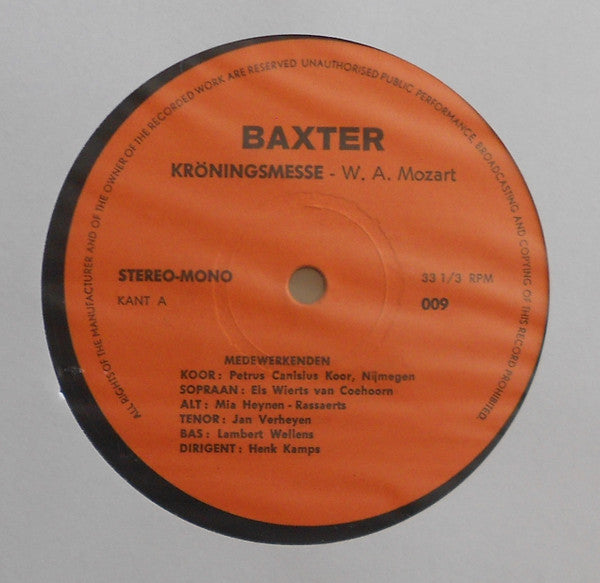 ALL RIGHTS OF THE MANUFACTURER AND OF THE OWNER OF THE RECORDED WORK ARE RESERVED UNAUTHORISED PUBLIC PERFORMANCE, BROADCASTING AND COPYING OF THIS RECORD PROHIBITED.
BAXTER
KRÖNINGSMESSE - W. A. Mozart
STEREO-MONO 33 1/3 RPM
KANT A 009
MEDEWERKENDEN
KOOR : Petrus Canisius Koor, Nijmegen
SOPRAAN : Els Wierts van Coehoorn
ALT : Mia Heynen - Rassaerts
TENOR : Jan Verheyen
BAS : Lambert Wellens
DIRIGENT : Henk Kamps